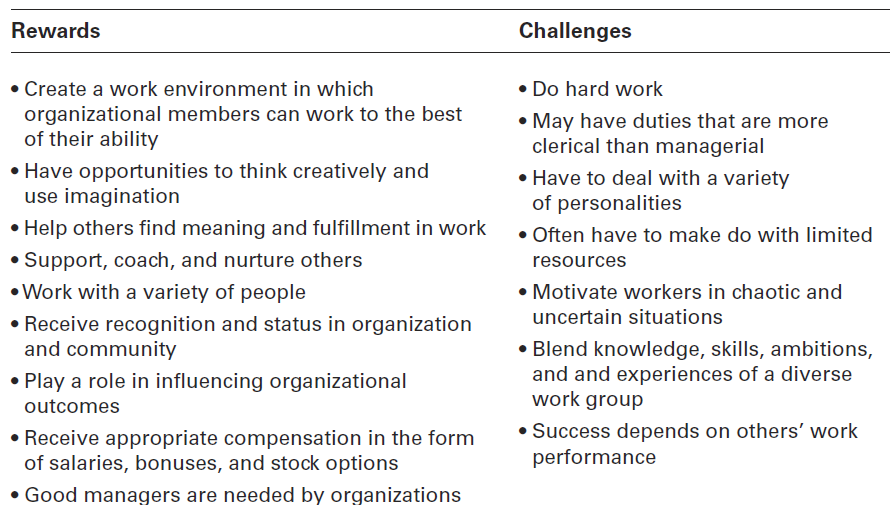 Rewards
• Create a work environment in which
organizational members can work to the best
of their ability
• Have opportunities to think creatively and
use imagination
• Help others find meaning and fulfillment in work
• Support, coach, and nurture others
• Work with a variety of people
• Receive recognition and status in organization
and community
• Play a role in influencing organizational
outcomes
• Receive appropriate compensation in the form
of salaries, bonuses, and stock options
• Good managers are needed by organizations
Challenges
• Do hard work
• May have duties that are more
clerical than managerial
• Have to deal with a variety
of personalities
• Often have to make do with limited
resources
• Motivate workers in chaotic and
uncertain situations
• Blend knowledge, skills, ambitions,
and and experiences of a diverse
work group
• Success depends on others’ work
performance